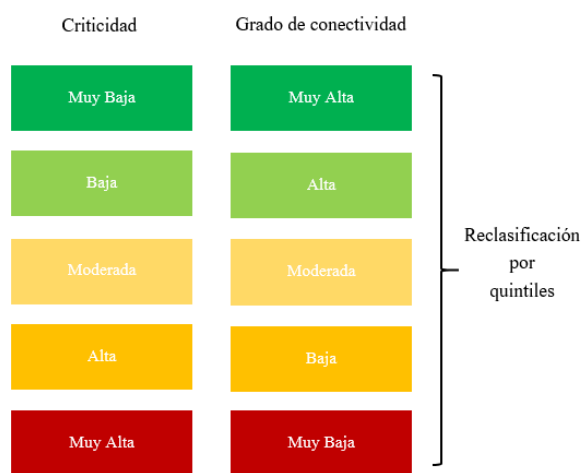 Criticidad
Grado de conectividad
Muy Baja
Muy Alta
Baja
Alta
Moderada
Moderada
Alta
Baja
Muy Alta
Muy Baja
Reclasificación
por
quintiles